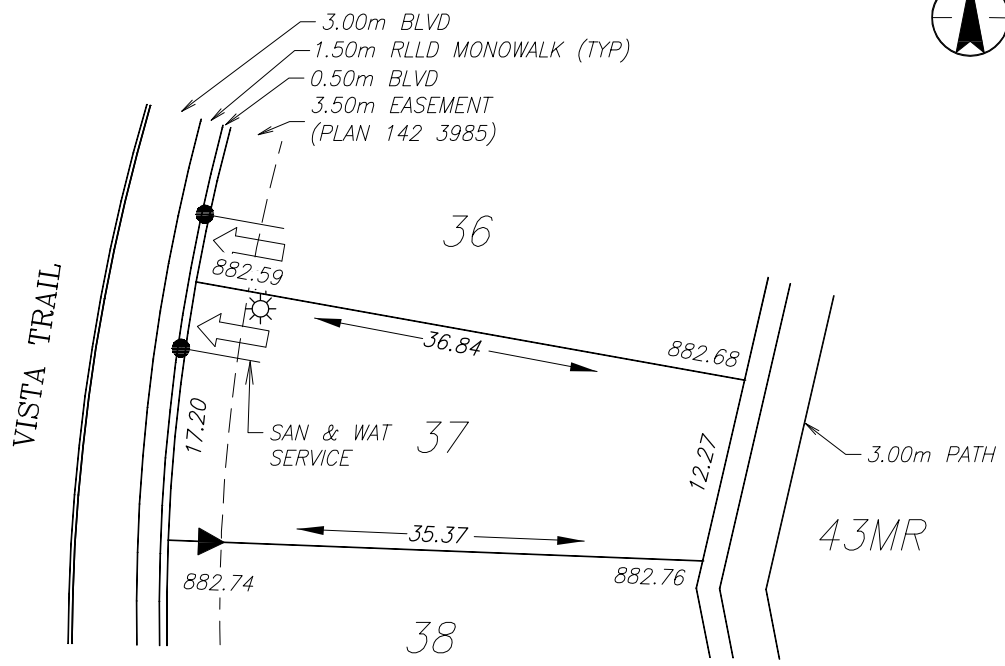 3.00m BLVD
1.50m RLLD MONOWALK (TYP)
0.50m BLVD
3.50m EASEMENT
(PLAN 142 3985)
36
882.59
36.84
882.68
VISTA TRAIL
17.20
SAN & WAT
SERVICE
37
12.27
3.00m PATH
35.37
43MR
882.74
882.76
38